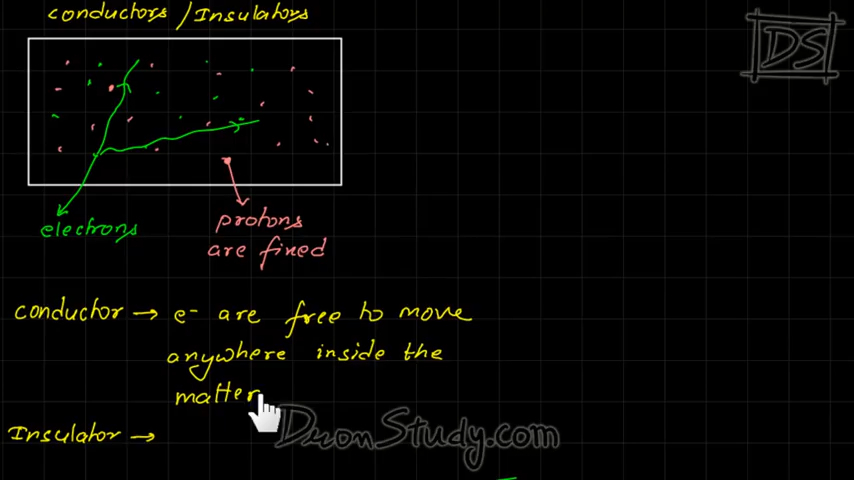 conductors / Insulators
DS
electrons
protons
are fixed
conductor → e⁻ are free to move
anywhere inside the
matter
Insulator →
DronStudy.com